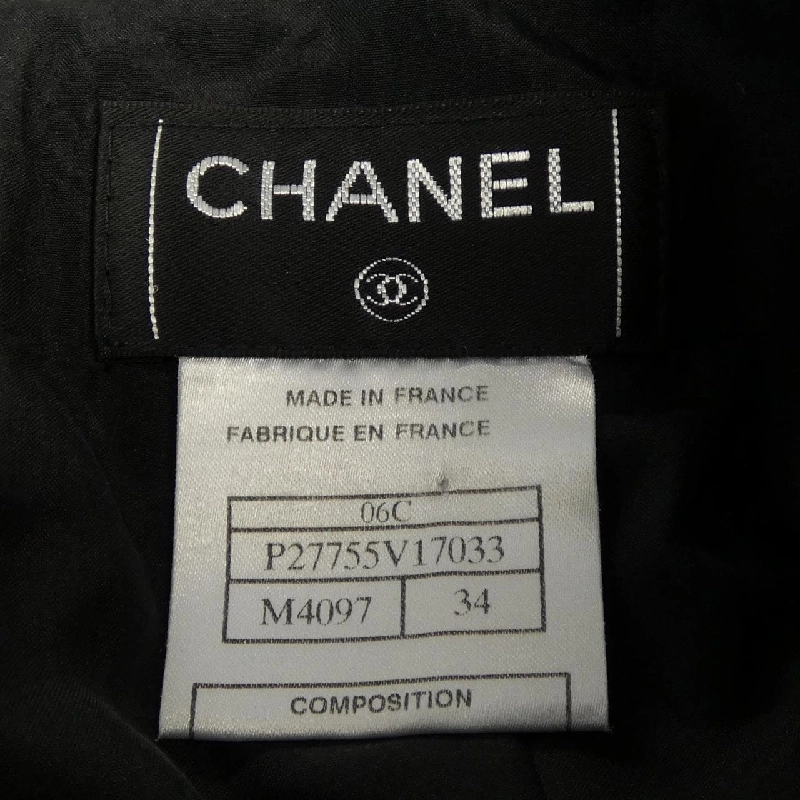 CHANEL
MADE IN FRANCE
FABRIQUE EN FRANCE
06C
P27755V17033
M4097 34
COMPOSITION